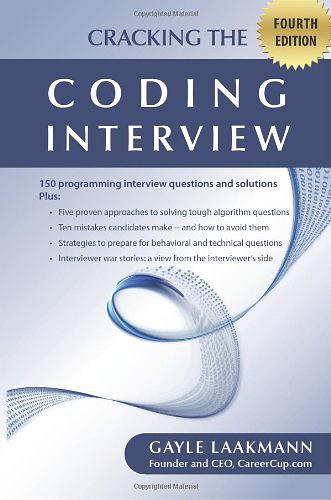 CRACKING THE
FOURTH
EDITION
CODING
INTERVIEW
150 programming interview questions and solutions
Plus:
• Five proven approaches to solving tough algorithm questions
• Ten mistakes candidates make -- and how to avoid them
• Strategies to prepare for behavioral and technical questions
• Interviewer war stories: a view from the interviewer's side
GAYLE LAAKMANN
Founder and CEO, CareerCup.com